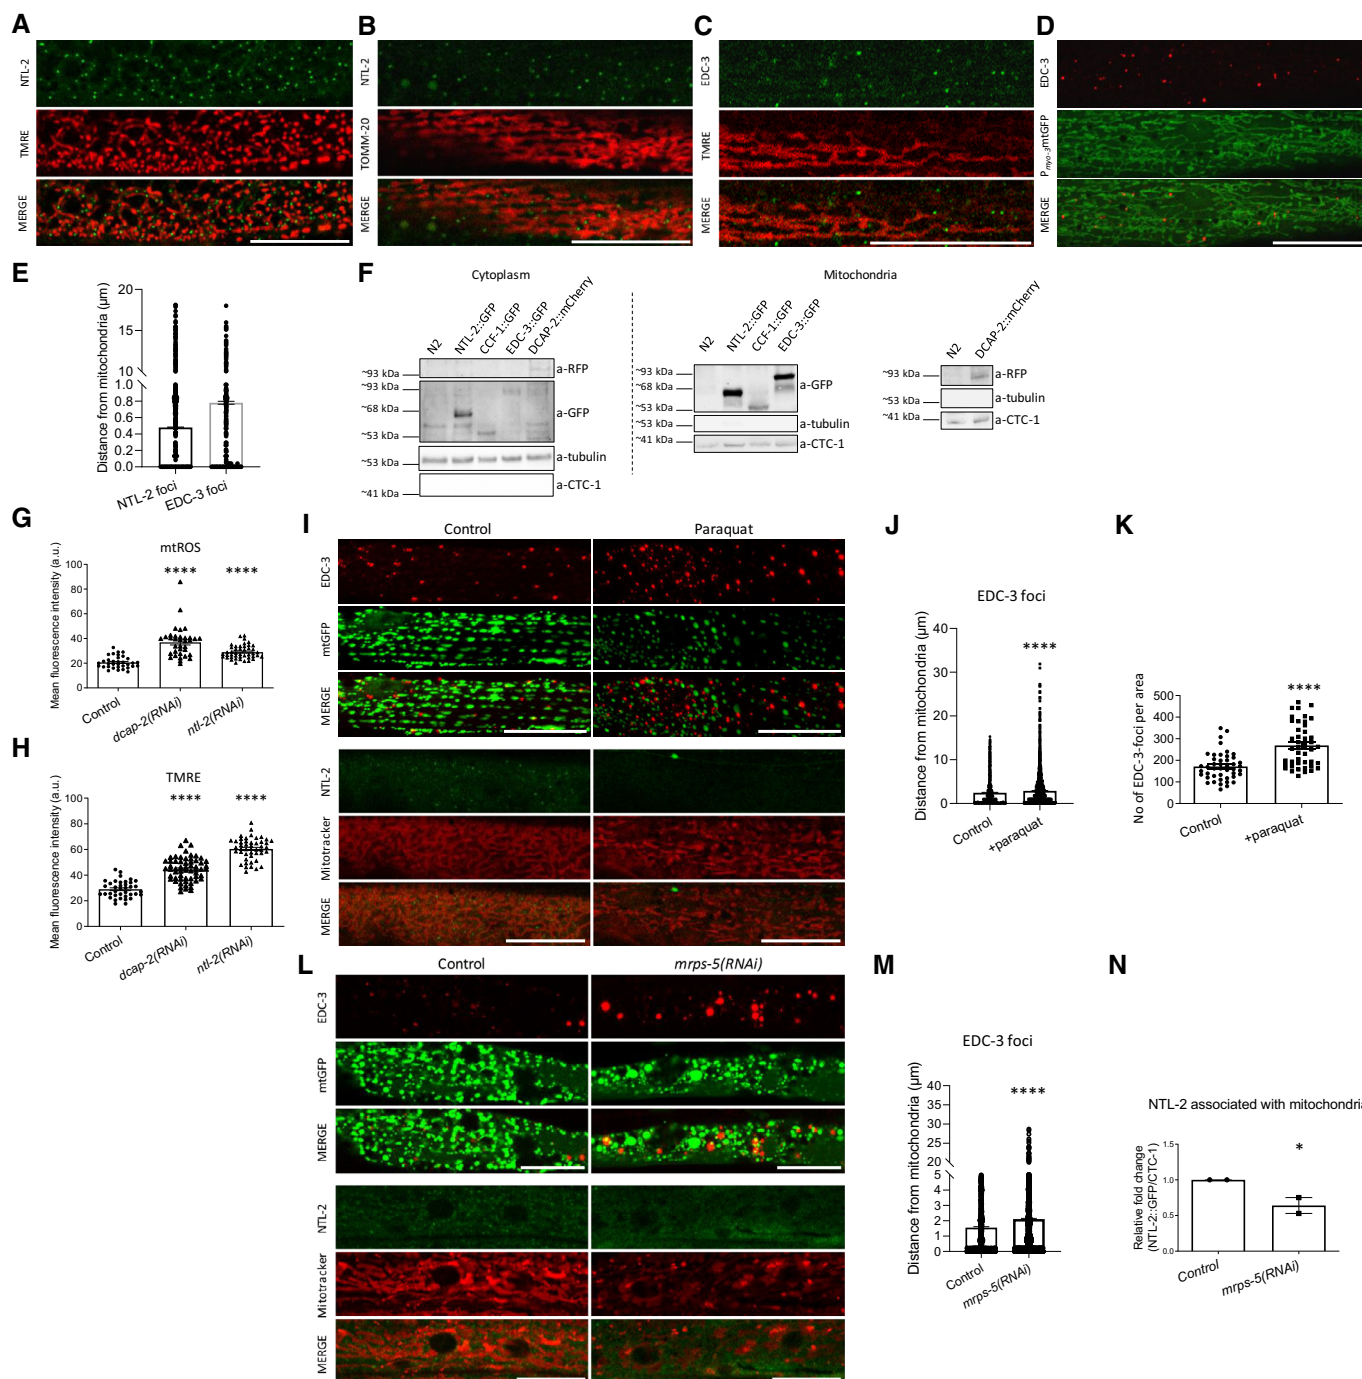 A
B
C
D
NTL-2
TMRE
MERGE
NTL-2
TOMM-20
MERGE
EDC-3
TMRE
MERGE
EDC-3
P myo-3 mtGFP
MERGE
E
Distance from mitochondria (µm)
20
15
10
1.0
0.8
0.6
0.4
0.2
0.0
NTL-2 foci
EDC-3 foci
F
Cytoplasm
Mitochondria
N2
NTL-2::GFP
CCF-1::GFP
EDC-3::GFP
DCAP-2::mCherry
~93 kDa
a-RFP
~93 kDa
~68 kDa
~53 kDa
a-GFP
~53 kDa
a-tubulin
~41 kDa
a-CTC-1
N2
NTL-2::GFP
CCF-1::GFP
EDC-3::GFP
~93 kDa
~68 kDa
~53 kDa
a-GFP
~53 kDa
a-tubulin
~41 kDa
a-CTC-1
N2
DCAP-2::mCherry
~93 kDa
a-RFP
~53 kDa
a-tubulin
~41 kDa
a-CTC-1
G
mtROS
Mean fluorescence intensity (a.u.)
100
80
60
40
20
0
****
****
Control
dcap-2(RNAi)
ntl-2(RNAi)
H
TMRE
Mean fluorescence intensity (a.u.)
100
80
60
40
20
0
****
****
Control
dcap-2(RNAi)
ntl-2(RNAi)
I
Control
Paraquat
EDC-3
mtGFP
MERGE
NTL-2
Mitotracker
MERGE
J
EDC-3 foci
Distance from mitochondria (µm)
40
30
20
10
0
****
Control
+paraquat
K
No of EDC-3-foci per area
500
400
300
200
100
0
****
Control
+paraquat
L
Control
mrps-5(RNAi)
EDC-3
mtGFP
MERGE
NTL-2
Mitotracker
MERGE
M
EDC-3 foci
Distance from mitochondria (µm)
40
35
30
25
20
5
4
3
2
1
0
****
Control
mrps-5(RNAi)
N
NTL-2 associated with mitochondria
Relative fold change
(NTL-2::GFP/CTC-1)
1.5
1.0
0.5
0.0
*
Control
mrps-5(RNAi)